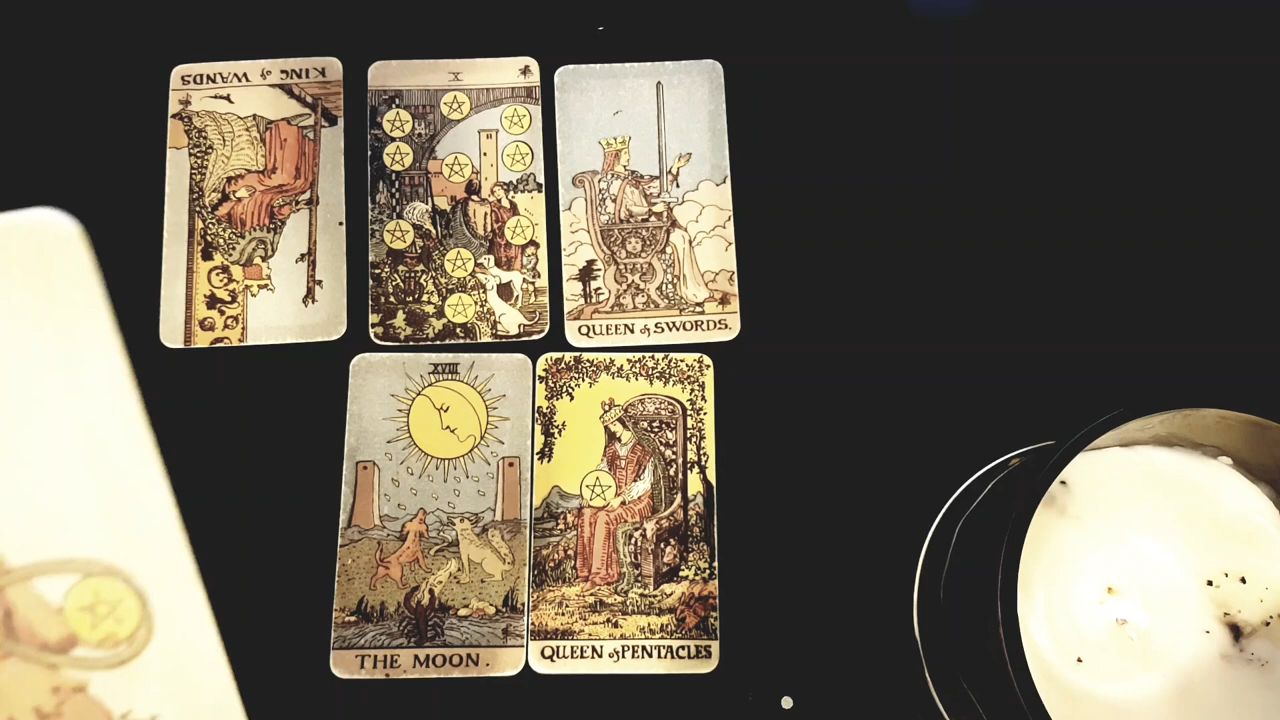 KING of WANDS
X
QUEEN of SWORDS.
XVIII
THE MOON.
QUEEN of PENTACLES